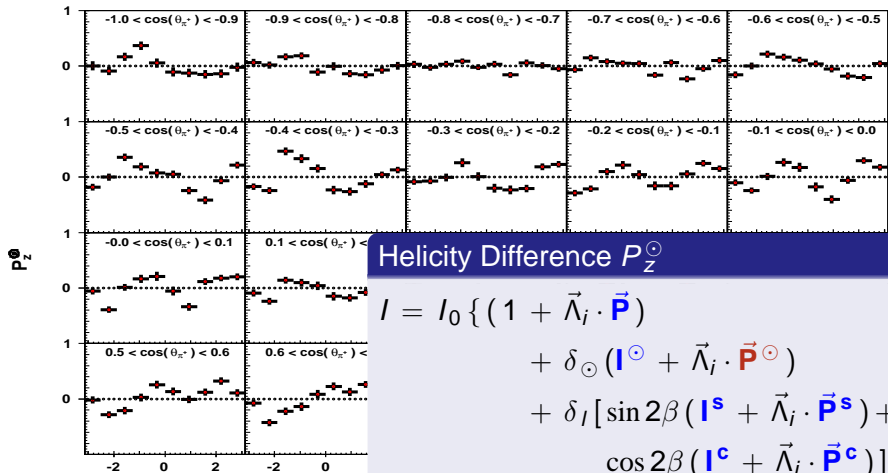 1
-1.0 < cos(θπ+) < -0.9
-0.9 < cos(θπ+) < -0.8
-0.8 < cos(θπ+) < -0.7
-0.7 < cos(θπ+) < -0.6
-0.6 < cos(θπ+) < -0.5
0
1
-0.5 < cos(θπ+) < -0.4
-0.4 < cos(θπ+) < -0.3
-0.3 < cos(θπ+) < -0.2
-0.2 < cos(θπ+) < -0.1
-0.1 < cos(θπ+) < 0.0
0
1
-0.0 < cos(θπ+) < 0.1
0.1 < cos(θπ+) <
0
Pz⊙
Helicity Difference Pz⊙
I = I0 { ( 1 + Λ⃗i · P⃗ )
+ δ⊙ ( I⊙ + Λ⃗i · P⃗⊙ )
+ δl [ sin 2β ( Is + Λ⃗i · P⃗s ) +
cos 2β ( Ic + Λ⃗i · P⃗c ) ]
1
0.5 < cos(θπ+) < 0.6
0.6 < cos(θπ+) <
0
-2 0 2 -2 0